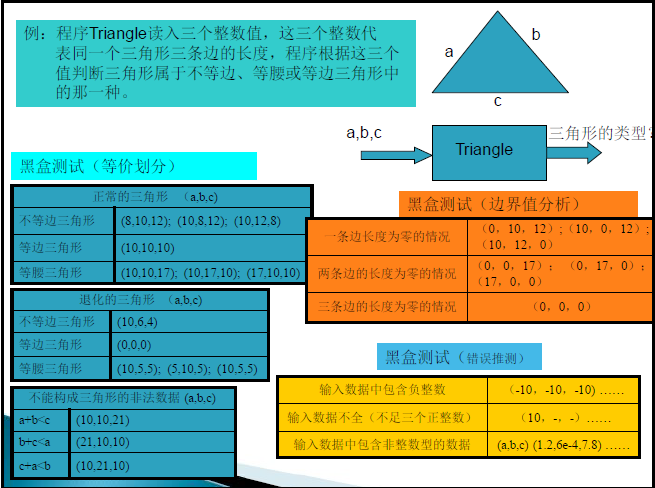 例：程序Triangle读入三个整数值，这三个整数代
表同一个三角形三条边的长度，程序根据这三个
值判断三角形属于不等边、等腰或等边三角形中
的那一种。
a
b
c
a,b,c
Triangle
三角形的类型
黑盒测试（等价划分）
正常的三角形 （a,b,c)
不等边三角形 (8,10,12); (10,8,12); (10,12,8)
等边三角形 (10,10,10)
等腰三角形 (10,10,17); (10,17,10); (17,10,10)
退化的三角形 （a,b,c)
不等边三角形 (10,6,4)
等边三角形 (0,0,0)
等腰三角形 (10,5,5); (5,10,5); (10,5,5)
不能构成三角形的非法数据 (a,b,c)
a+b<c (10,10,21)
b+c<a (21,10,10)
c+a<b (10,21,10)
黑盒测试（边界值分析）
一条边长度为零的情况 （0，10，12）;（10，0，12）;
（10，12，0）
两条边的长度为零的情况 （0，0，17）； （0，17，0）；
（17，0，0）
三条边的长度为零的情况 （0，0，0）
黑盒测试（错误推测）
输入数据中包含负整数 （-10，-10，-10) ……
输入数据不全（不足三个正整数） （10，-，-） ……
输入数据中包含非整数型的数据 (a,b,c) (1.2,6e-4,7.8) ……